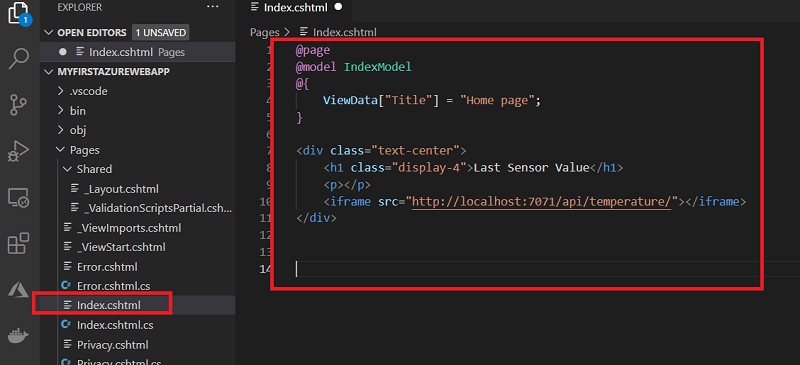 EXPLORER
···
OPEN EDITORS 1 UNSAVED
Index.cshtml Pages
MYFIRSTAZUREWEBAPP
.vscode
bin
obj
Pages
Shared
_Layout.cshtml
_ValidationScriptsPartial.csh...
_ViewImports.cshtml
_ViewStart.cshtml
Error.cshtml
Error.cshtml.cs
Index.cshtml
Index.cshtml.cs
Privacy.cshtml
Privacy.cshtml.cs
1
Index.cshtml
Pages > Index.cshtml
1 @page
2 @model IndexModel
3 @{
4 ViewData["Title"] = "Home page";
5 }
6
7 <div class="text-center">
8 <h1 class="display-4">Last Sensor Value</h1>
9 <p></p>
10 <iframe src="http://localhost:7071/api/temperature/"></iframe>
11 </div>
12
13
14